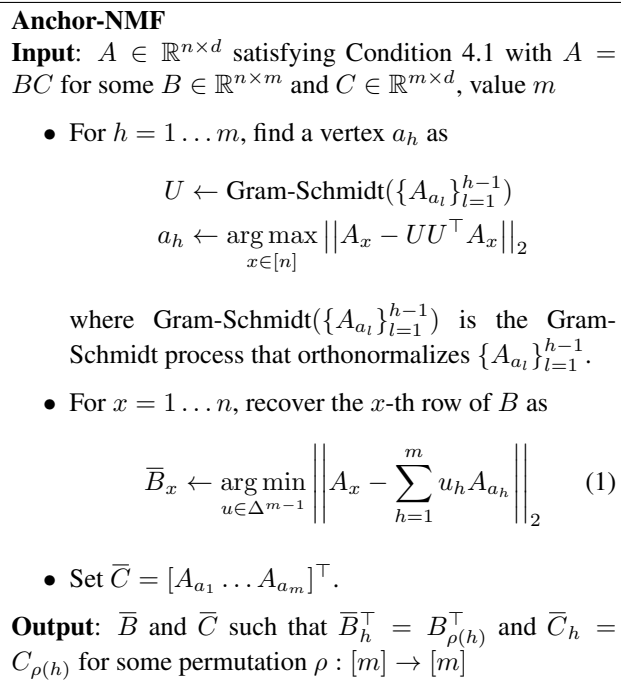 Anchor-NMF
Input: A ∈ ℝ^{n×d} satisfying Condition 4.1 with A =
BC for some B ∈ ℝ^{n×m} and C ∈ ℝ^{m×d}, value m
• For h = 1 … m, find a vertex a_h as
U ← Gram-Schmidt({A_{a_l}}_{l=1}^{h−1})
a_h ← arg max_{x∈[n]} ||A_x − UU^⊤ A_x||_2
where Gram-Schmidt({A_{a_l}}_{l=1}^{h−1}) is the Gram-
Schmidt process that orthonormalizes {A_{a_l}}_{l=1}^{h−1}.
• For x = 1 … n, recover the x-th row of B as
B̅_x ← arg min_{u∈Δ^{m−1}} ||A_x − ∑_{h=1}^{m} u_h A_{a_h}||_2 (1)
• Set C̅ = [A_{a_1} … A_{a_m}]^⊤.
Output: B̅ and C̅ such that B̅_h^⊤ = B_{ρ(h)}^⊤ and C̅_h =
C_{ρ(h)} for some permutation ρ : [m] → [m]